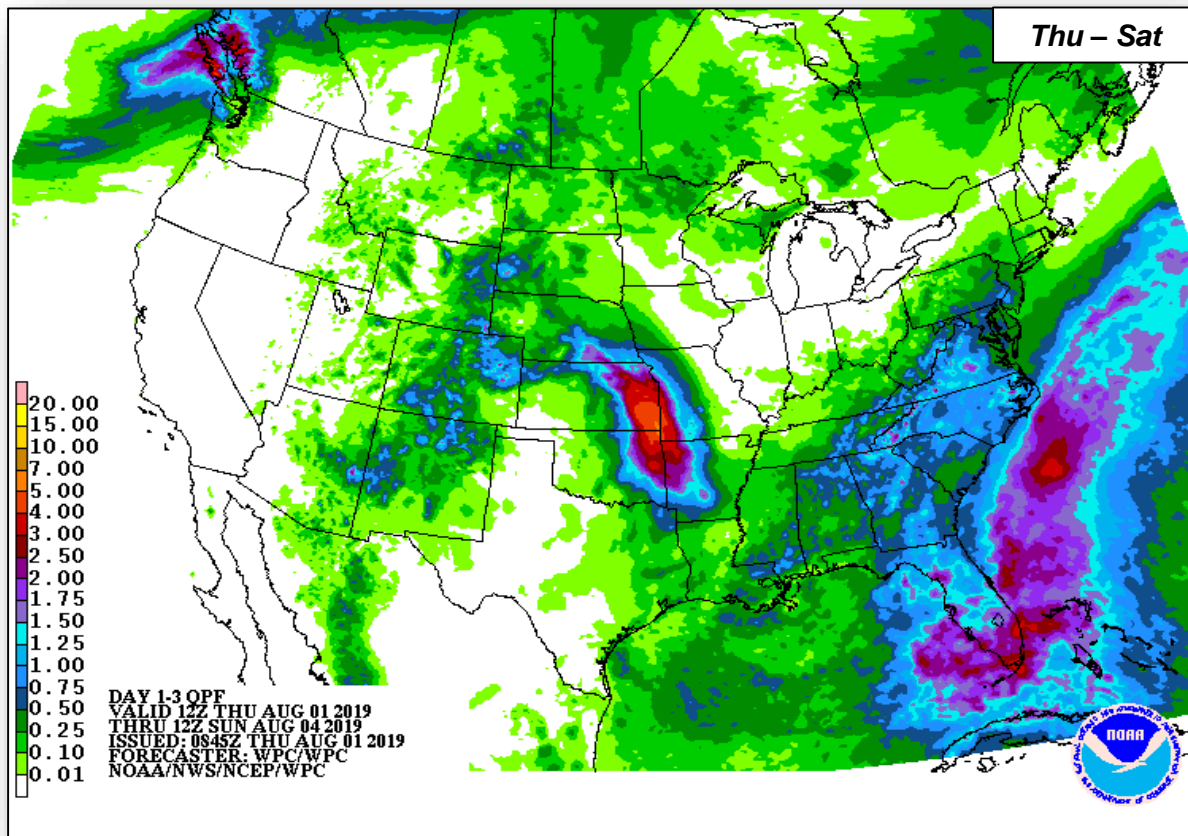 Thu – Sat
20.00
15.00
10.00
7.00
5.00
4.00
3.00
2.50
2.00
1.75
1.50
1.25
1.00
0.75
0.50
0.25
0.10
0.01
DAY 1-3 QPF
VALID 12Z THU AUG 01 2019
THRU 12Z SUN AUG 04 2019
ISSUED: 0845Z THU AUG 01 2019
FORECASTER: WPC/WPC
NOAA/NWS/NCEP/WPC
NOAA